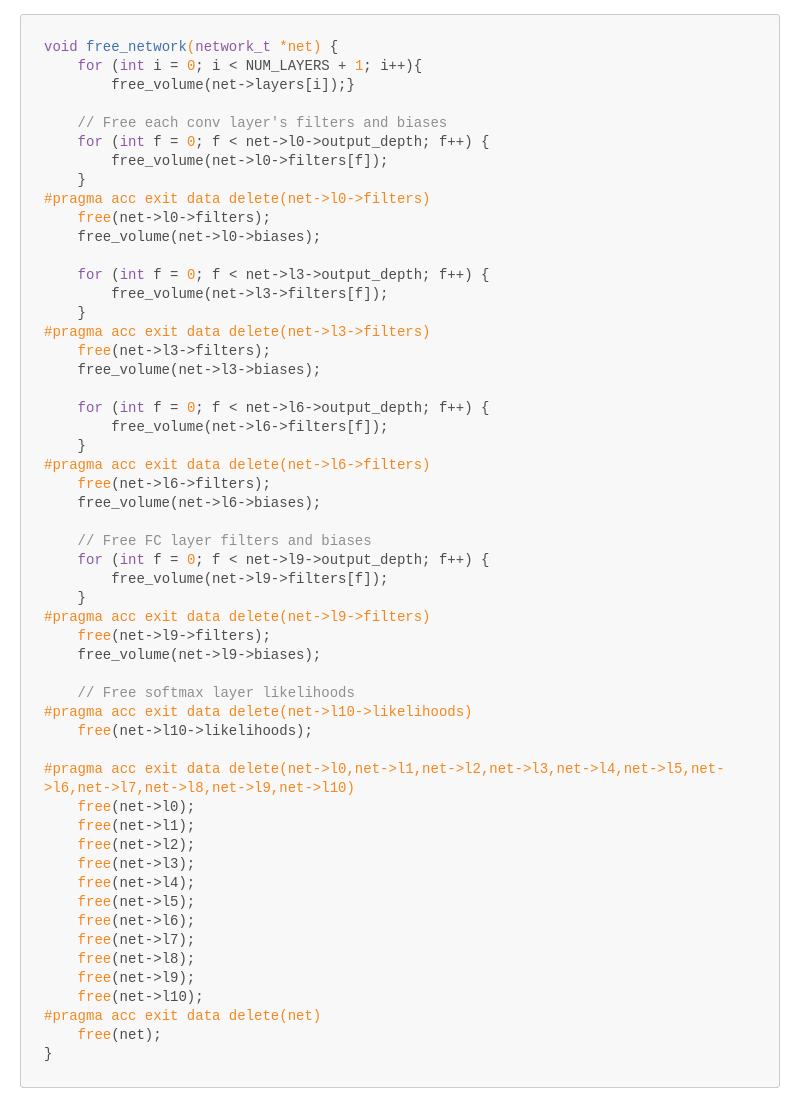 void free_network(network_t *net) {
    for (int i = 0; i < NUM_LAYERS + 1; i++){
        free_volume(net->layers[i]);}

    // Free each conv layer's filters and biases
    for (int f = 0; f < net->l0->output_depth; f++) {
        free_volume(net->l0->filters[f]);
    }
#pragma acc exit data delete(net->l0->filters)
    free(net->l0->filters);
    free_volume(net->l0->biases);

    for (int f = 0; f < net->l3->output_depth; f++) {
        free_volume(net->l3->filters[f]);
    }
#pragma acc exit data delete(net->l3->filters)
    free(net->l3->filters);
    free_volume(net->l3->biases);

    for (int f = 0; f < net->l6->output_depth; f++) {
        free_volume(net->l6->filters[f]);
    }
#pragma acc exit data delete(net->l6->filters)
    free(net->l6->filters);
    free_volume(net->l6->biases);

    // Free FC layer filters and biases
    for (int f = 0; f < net->l9->output_depth; f++) {
        free_volume(net->l9->filters[f]);
    }
#pragma acc exit data delete(net->l9->filters)
    free(net->l9->filters);
    free_volume(net->l9->biases);

    // Free softmax layer likelihoods
#pragma acc exit data delete(net->l10->likelihoods)
    free(net->l10->likelihoods);

#pragma acc exit data delete(net->l0,net->l1,net->l2,net->l3,net->l4,net->l5,net-
>l6,net->l7,net->l8,net->l9,net->l10)
    free(net->l0);
    free(net->l1);
    free(net->l2);
    free(net->l3);
    free(net->l4);
    free(net->l5);
    free(net->l6);
    free(net->l7);
    free(net->l8);
    free(net->l9);
    free(net->l10);
#pragma acc exit data delete(net)
    free(net);
}